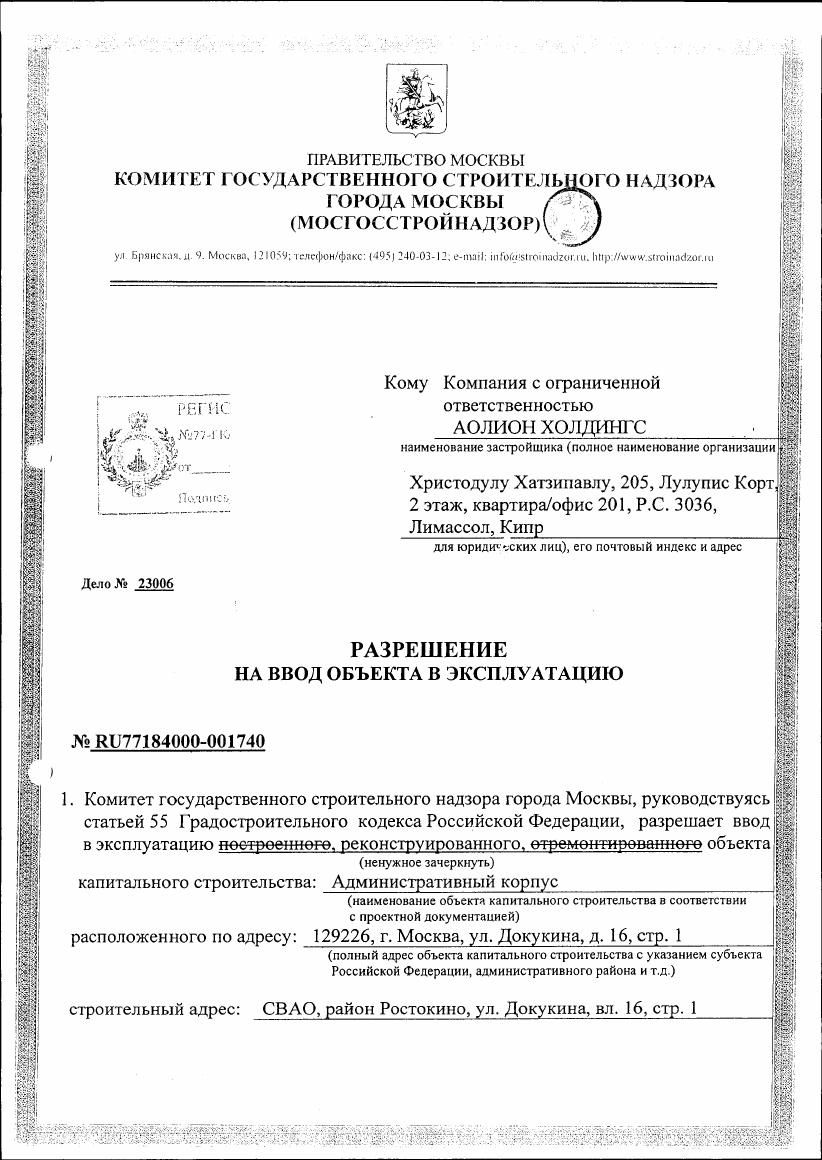 ПРАВИТЕЛЬСТВО МОСКВЫ
КОМИТЕТ ГОСУДАРСТВЕННОГО СТРОИТЕЛЬНОГО НАДЗОРА
ГОРОДА МОСКВЫ
(МОСГОССТРОЙНАДЗОР)
ул. Брянская, д. 9. Москва, 121059; телефон/факс: (495) 240-03-12; e-mail: info@stroinadzor.ru, http://www.stroinadzor.ru
Кому Компания с ограниченной
ответственностью
АОЛИОН ХОЛДИНГС
наименование застройщика (полное наименование организации
РЕГИС
№77-ГК
от
Подпись
Христодулу Хатзипавлу, 205, Лулупис Корт,
2 этаж, квартира/офис 201, Р.С. 3036,
Лимассол, Кипр
для юридических лиц), его почтовый индекс и адрес
Дело № 23006
РАЗРЕШЕНИЕ
НА ВВОД ОБЪЕКТА В ЭКСПЛУАТАЦИЮ
№ RU77184000-001740
1. Комитет государственного строительного надзора города Москвы, руководствуясь
статьей 55 Градостроительного кодекса Российской Федерации, разрешает ввод
в эксплуатацию построенного, реконструированного, отремонтированного объекта
(ненужное зачеркнуть)
капитального строительства: Административный корпус
(наименование объекта капитального строительства в соответствии
с проектной документацией)
расположенного по адресу: 129226, г. Москва, ул. Докукина, д. 16, стр. 1
(полный адрес объекта капитального строительства с указанием субъекта
Российской Федерации, административного района и т.д.)
строительный адрес: СВАО, район Ростокино, ул. Докукина, вл. 16, стр. 1